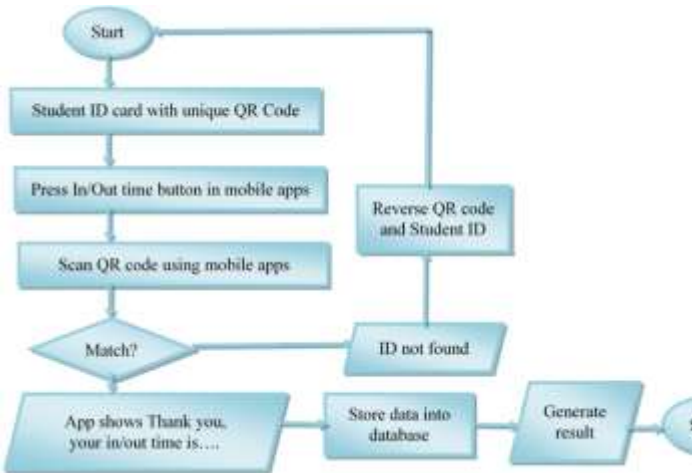 Start
Student ID card with unique QR Code
Press In/Out time button in mobile apps
Reverse QR code
and Student ID
Scan QR code using mobile apps
Match?
ID not found
App shows Thank you,
your in/out time is….
Store data into
database
Generate
result